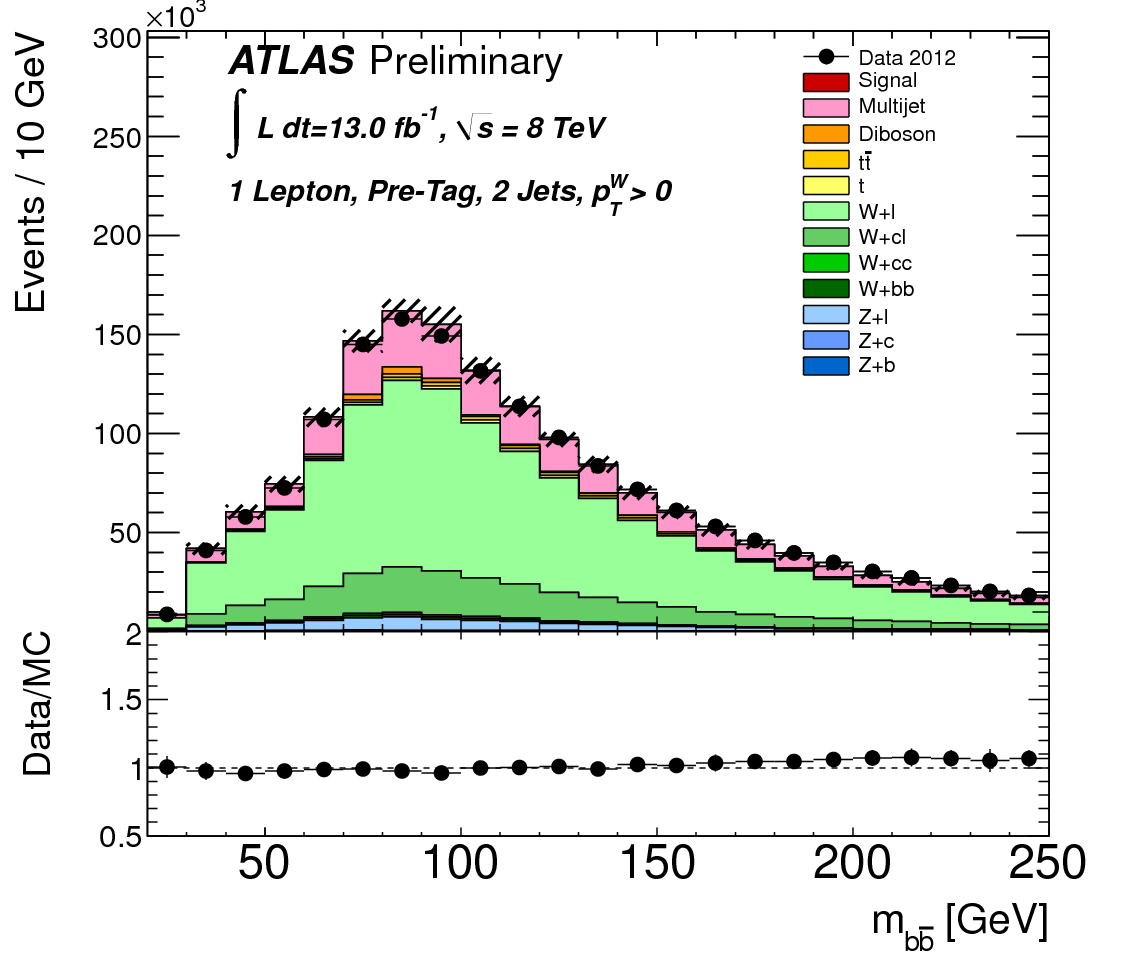 ×10³
Events / 10 GeV
300
250
200
150
100
50
ATLAS Preliminary
∫ L dt=13.0 fb⁻¹, √s = 8 TeV
1 Lepton, Pre-Tag, 2 Jets, p_T^W > 0
Data 2012
Signal
Multijet
Diboson
tt̄
t
W+l
W+cl
W+cc
W+bb
Z+l
Z+c
Z+b
Data/MC
2
1.5
1
0.5
50 100 150 200 250
m_bb̄ [GeV]